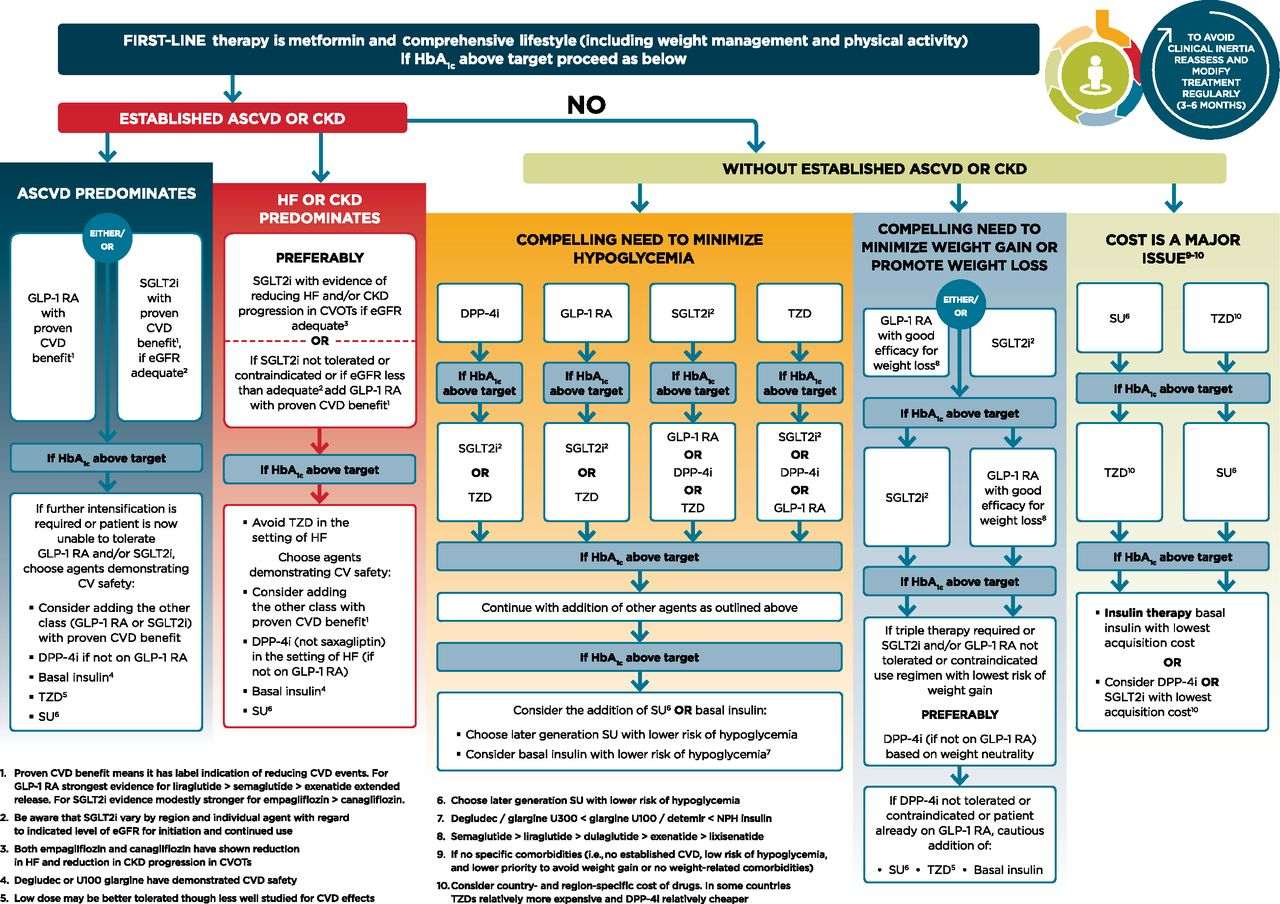 FIRST-LINE therapy is metformin and comprehensive lifestyle (including weight management and physical activity)
If HbA1c above target proceed as below
TO AVOID
CLINICAL INERTIA
REASSESS AND
MODIFY
TREATMENT
REGULARLY
(3–6 MONTHS)
ESTABLISHED ASCVD OR CKD
NO
WITHOUT ESTABLISHED ASCVD OR CKD
ASCVD PREDOMINATES
EITHER/
OR
GLP-1 RA
with
proven
CVD
benefit¹
SGLT2i
with
proven
CVD
benefit¹,
if eGFR
adequate²
If HbA1c above target
If further intensification is
required or patient is now
unable to tolerate
GLP-1 RA and/or SGLT2i,
choose agents demonstrating
CV safety:
▪ Consider adding the other
class (GLP-1 RA or SGLT2i)
with proven CVD benefit
▪ DPP-4i if not on GLP-1 RA
▪ Basal insulin⁴
▪ TZD⁵
▪ SU⁶
HF OR CKD
PREDOMINATES
PREFERABLY
SGLT2i with evidence of
reducing HF and/or CKD
progression in CVOTs if eGFR
adequate³
OR
If SGLT2i not tolerated or
contraindicated or if eGFR less
than adequate² add GLP-1 RA
with proven CVD benefit¹
If HbA1c above target
▪ Avoid TZD in the
setting of HF
Choose agents
demonstrating CV safety:
▪ Consider adding
the other class with
proven CVD benefit¹
▪ DPP-4i (not saxagliptin)
in the setting of HF (if
not on GLP-1 RA)
▪ Basal insulin⁴
▪ SU⁶
COMPELLING NEED TO MINIMIZE
HYPOGLYCEMIA
DPP-4i
GLP-1 RA
SGLT2i²
TZD
If HbA1c
above target
If HbA1c
above target
If HbA1c
above target
If HbA1c
above target
SGLT2i²
OR
TZD
SGLT2i²
OR
TZD
GLP-1 RA
OR
DPP-4i
OR
TZD
SGLT2i²
OR
DPP-4i
OR
GLP-1 RA
If HbA1c above target
Continue with addition of other agents as outlined above
If HbA1c above target
Consider the addition of SU⁶ OR basal insulin:
▪ Choose later generation SU with lower risk of hypoglycemia
▪ Consider basal insulin with lower risk of hypoglycemia⁷
COMPELLING NEED TO
MINIMIZE WEIGHT GAIN OR
PROMOTE WEIGHT LOSS
EITHER/
OR
GLP-1 RA
with good
efficacy for
weight loss⁸
SGLT2i²
If HbA1c above target
SGLT2i²
GLP-1 RA
with good
efficacy for
weight loss⁸
If HbA1c above target
If triple therapy required or
SGLT2i and/or GLP-1 RA not
tolerated or contraindicated
use regimen with lowest risk of
weight gain
PREFERABLY
DPP-4i (if not on GLP-1 RA)
based on weight neutrality
If DPP-4i not tolerated or
contraindicated or patient
already on GLP-1 RA, cautious
addition of:
• SU⁶ • TZD⁵ • Basal insulin
COST IS A MAJOR
ISSUE⁹⁻¹⁰
SU⁶
TZD¹⁰
If HbA1c above target
TZD¹⁰
SU⁶
If HbA1c above target
▪ Insulin therapy basal
insulin with lowest
acquisition cost
OR
▪ Consider DPP-4i OR
SGLT2i with lowest
acquisition cost¹⁰
1. Proven CVD benefit means it has label indication of reducing CVD events. For
GLP-1 RA strongest evidence for liraglutide > semaglutide > exenatide extended
release. For SGLT2i evidence modestly stronger for empagliflozin > canagliflozin.
2. Be aware that SGLT2i vary by region and individual agent with regard
to indicated level of eGFR for initiation and continued use
3. Both empagliflozin and canagliflozin have shown reduction
in HF and reduction in CKD progression in CVOTs
4. Degludec or U100 glargine have demonstrated CVD safety
5. Low dose may be better tolerated though less well studied for CVD effects
6. Choose later generation SU with lower risk of hypoglycemia
7. Degludec / glargine U300 < glargine U100 / detemir < NPH insulin
8. Semaglutide > liraglutide > dulaglutide > exenatide > lixisenatide
9. If no specific comorbidities (i.e., no established CVD, low risk of hypoglycemia,
and lower priority to avoid weight gain or no weight-related comorbidities)
10. Consider country- and region-specific cost of drugs. In some countries
TZDs relatively more expensive and DPP-4i relatively cheaper